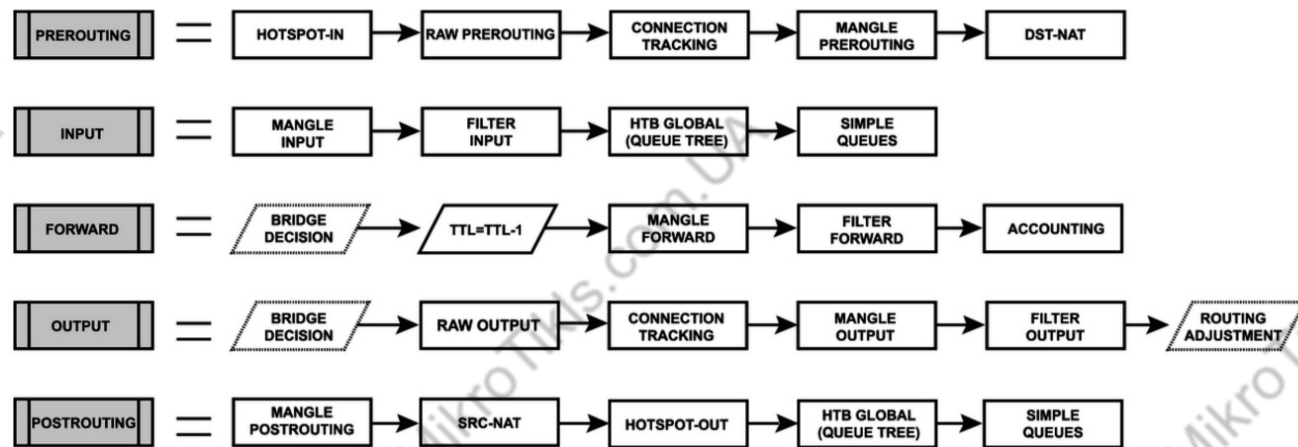 PREROUTING = HOTSPOT-IN RAW PREROUTING CONNECTION TRACKING MANGLE PREROUTING DST-NAT
INPUT = MANGLE INPUT FILTER INPUT HTB GLOBAL (QUEUE TREE) SIMPLE QUEUES
FORWARD = BRIDGE DECISION TTL=TTL-1 MANGLE FORWARD FILTER FORWARD ACCOUNTING
OUTPUT = BRIDGE DECISION RAW OUTPUT CONNECTION TRACKING MANGLE OUTPUT FILTER OUTPUT ROUTING ADJUSTMENT
POSTROUTING = MANGLE POSTROUTING SRC-NAT HOTSPOT-OUT HTB GLOBAL (QUEUE TREE) SIMPLE QUEUES
MikroTikls.com.UA